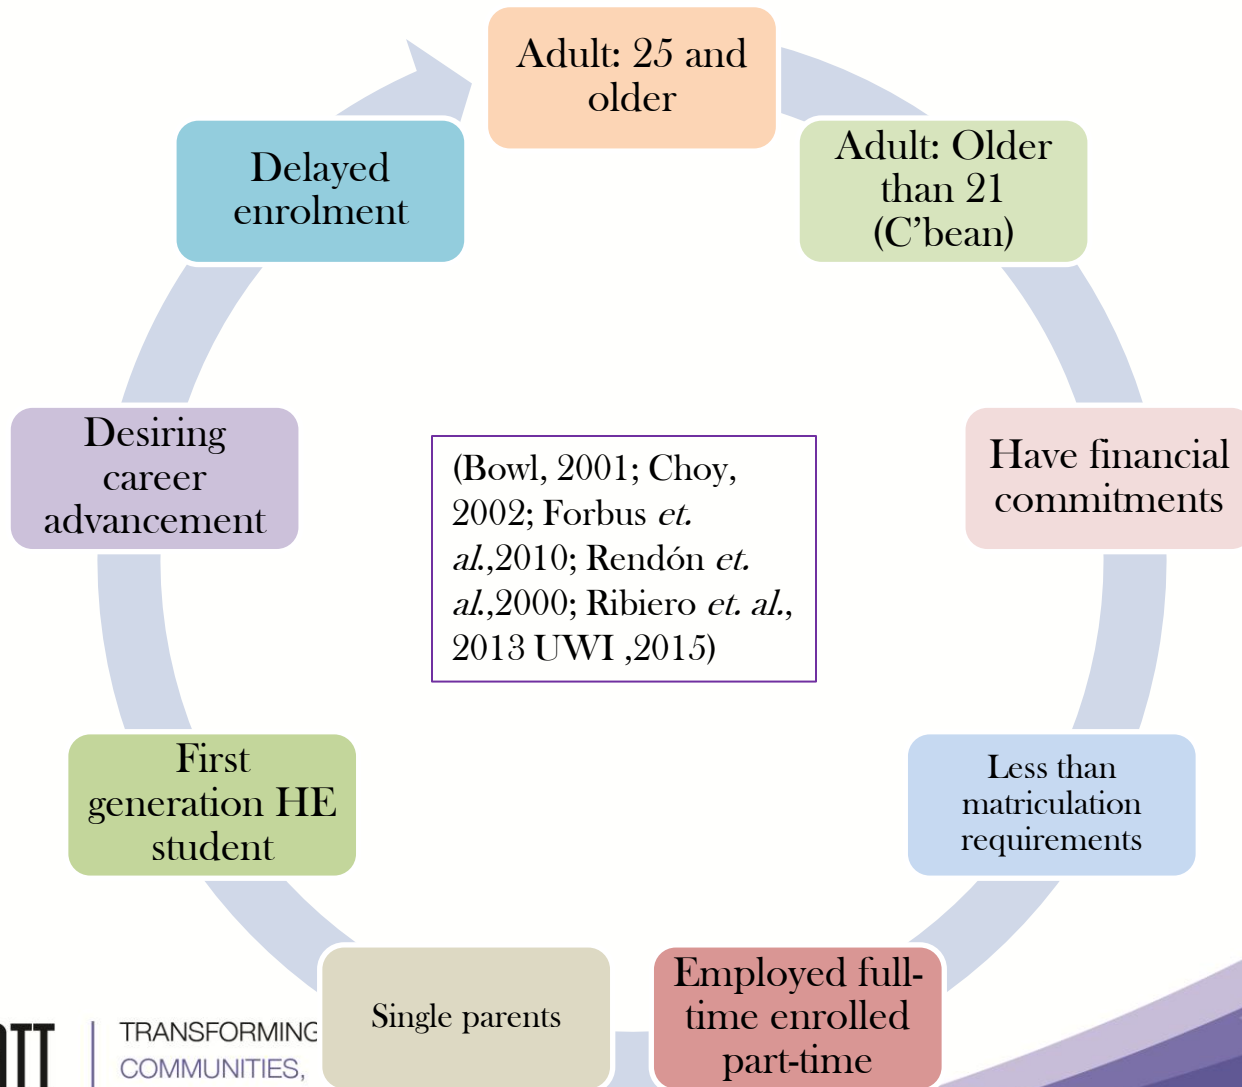 Adult: 25 and
older
Adult: Older
than 21
(C’bean)
Have financial
commitments
Less than
matriculation
requirements
Employed full-
time enrolled
part-time
Single parents
First
generation HE
student
Desiring
career
advancement
Delayed
enrolment
(Bowl, 2001; Choy,
2002; Forbus et.
al.,2010; Rendón et.
al.,2000; Ribiero et. al.,
2013 UWI ,2015)
TRANSFORMING
COMMUNITIES,